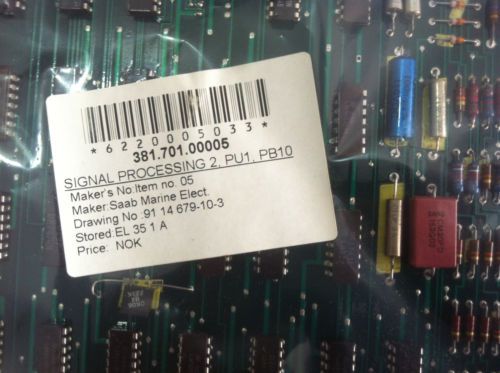 *6220005033*
381.701.00005
SIGNAL PROCESSING 2, PU1, PB10
Maker's No:Item no. 05
Maker:Saab Marine Elect.
Drawing No :91 14 679-10-3
Stored:EL 35 1 A
Price: NOK